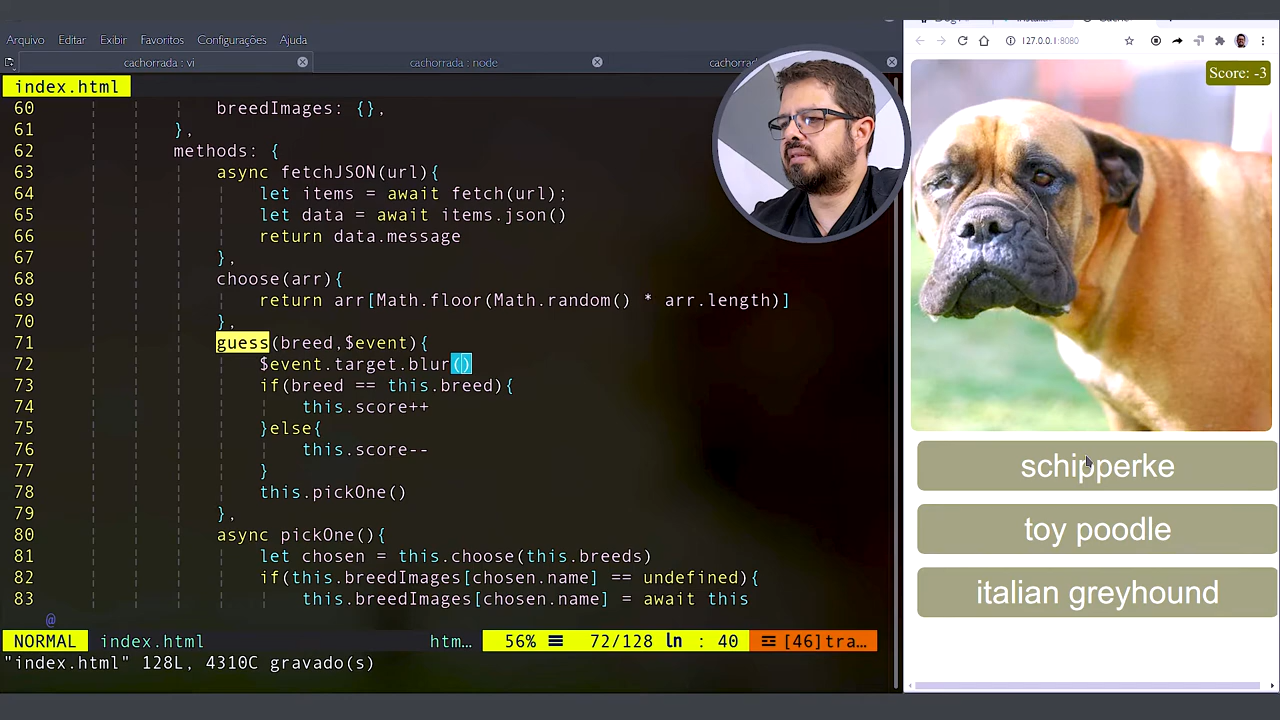 Arquivo Editar Exibir Favoritos Configurações Ajuda
cachorrada : vi
cachorrada : node
127.0.0.1:8080
index.html
Score: -3
60 breedImages: {},
61 },
62 methods: {
63 async fetchJSON(url){
64 let items = await fetch(url);
65 let data = await items.json()
66 return data.message
67 },
68 choose(arr){
69 return arr[Math.floor(Math.random() * arr.length)]
70 },
71 guess(breed,$event){
72 $event.target.blur()
73 if(breed == this.breed){
74 this.score++
75 }else{
76 this.score--
77 }
78 this.pickOne()
79 },
80 async pickOne(){
81 let chosen = this.choose(this.breeds)
82 if(this.breedImages[chosen.name] == undefined){
83 this.breedImages[chosen.name] = await this
@
schipperke
toy poodle
italian greyhound
NORMAL index.html htm… 56% ☰ 72/128 ln : 40 ☲ [46]tra…
"index.html" 128L, 4310C gravado(s)